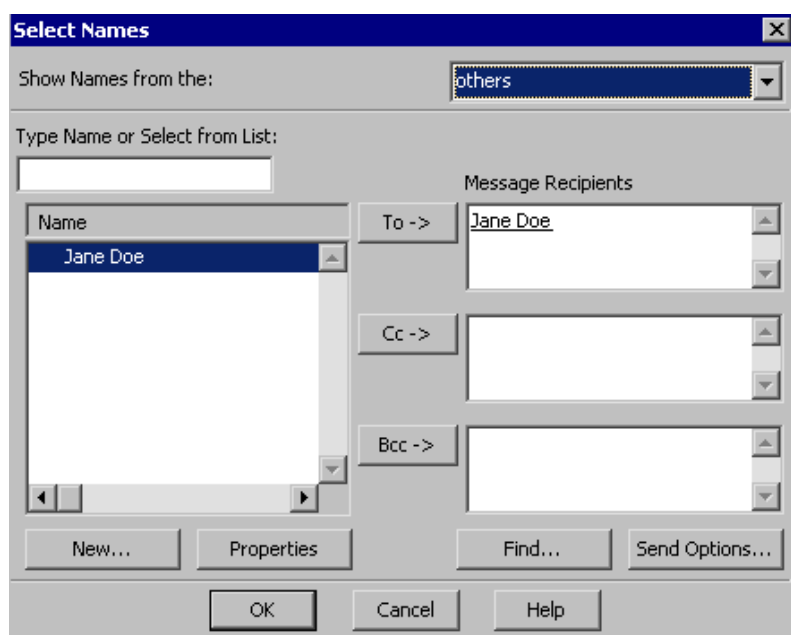 Select Names
Show Names from the:
others
Type Name or Select from List:
Message Recipients
Name
Jane Doe
To ->
Jane Doe
Cc ->
Bcc ->
New...
Properties
Find...
Send Options...
OK
Cancel
Help